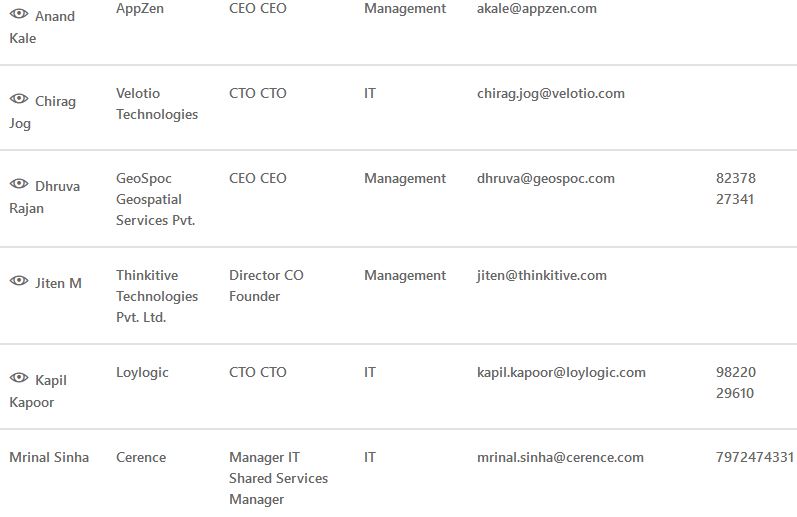 Anand Kale AppZen CEO CEO Management akale@appzen.com
Chirag Jog Velotio Technologies CTO CTO IT chirag.jog@velotio.com
Dhruva Rajan GeoSpoc Geospatial Services Pvt. CEO CEO Management dhruva@geospoc.com 82378 27341
Jiten M Thinkitive Technologies Pvt. Ltd. Director CO Founder Management jiten@thinkitive.com
Kapil Kapoor Loylogic CTO CTO IT kapil.kapoor@loylogic.com 98220 29610
Mrinal Sinha Cerence Manager IT Shared Services Manager IT mrinal.sinha@cerence.com 7972474331